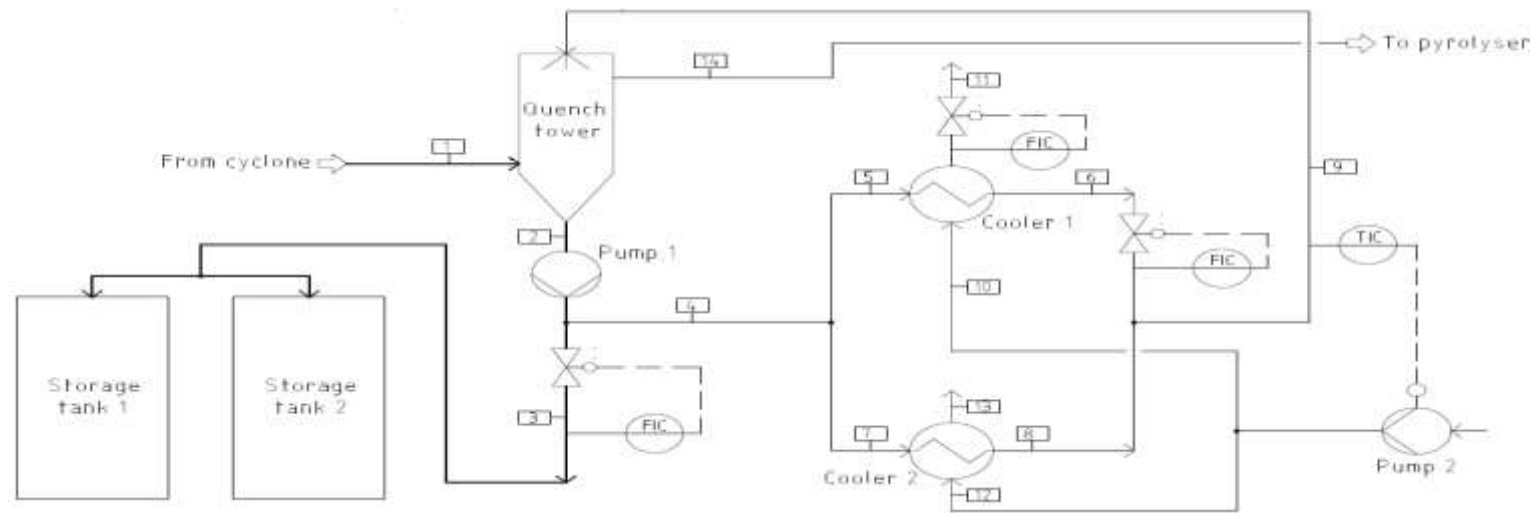 To pyrolyser
14
11
Quench
tower
FIC
1
From cyclone
5
6
9
Cooler 1
2
Pump 1
TIC
FIC
10
4
Storage
tank 1
Storage
tank 2
13
3
FIC
7
8
Cooler 2
Pump 2
12